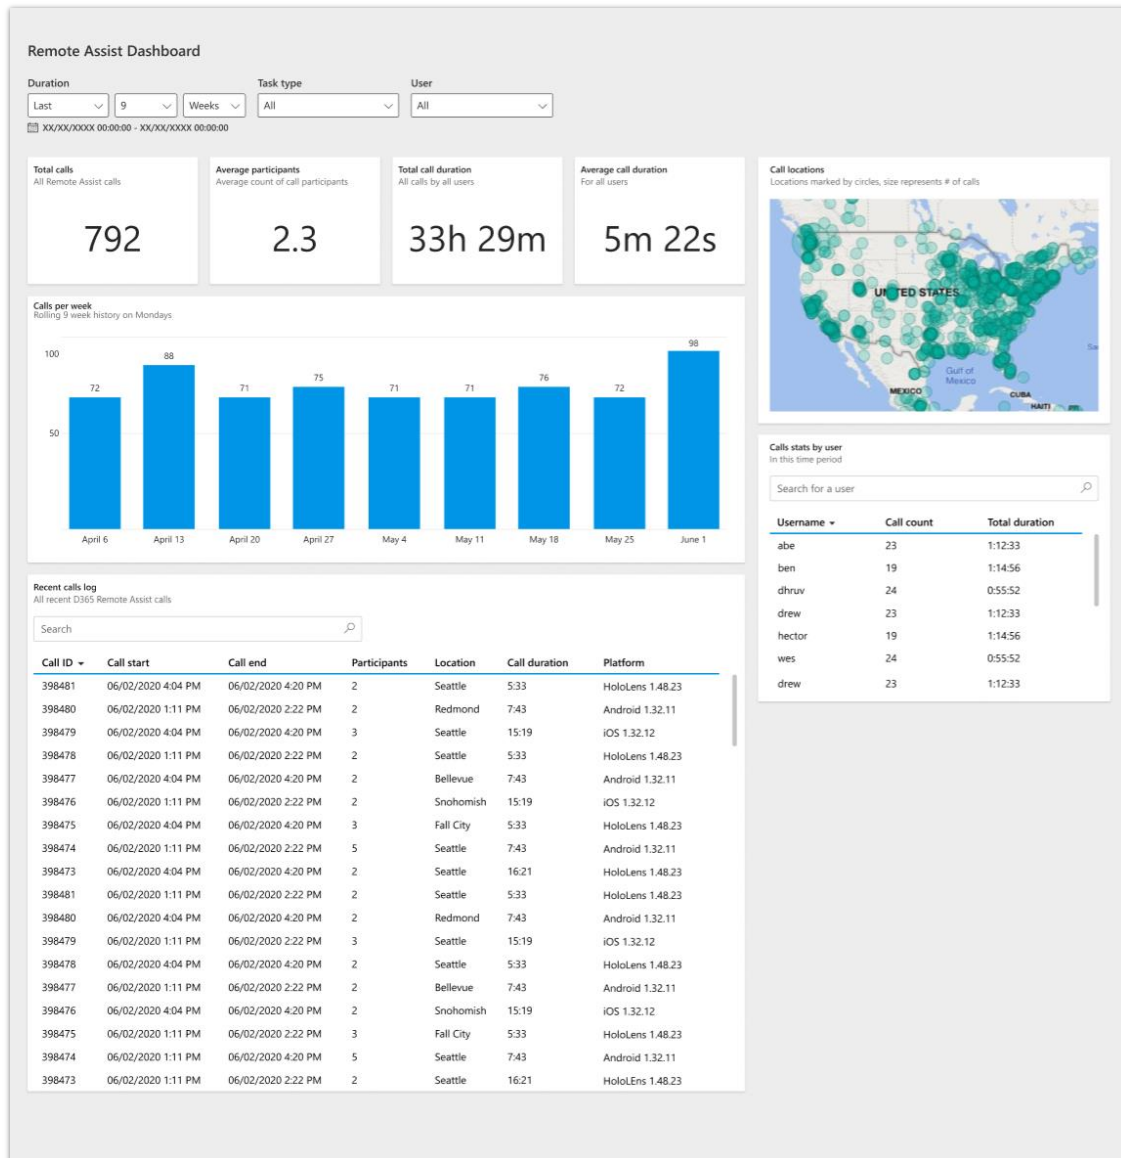 Remote Assist Dashboard
Duration Task type User
Last 9 Weeks All All
XX/XX/XXXX 00:00:00 - XX/XX/XXXX 00:00:00
Total calls
All Remote Assist calls
792
Average participants
Average count of call participants
2.3
Total call duration
All calls by all users
33h 29m
Average call duration
For all users
5m 22s
Call locations
Locations marked by circles, size represents # of calls
UNITED STATES
Gulf of
Mexico
MEXICO
CUBA
HAITI
Calls per week
Rolling 9 week history on Mondays
100
50
72 88 71 75 71 71 76 72 98
April 6 April 13 April 20 April 27 May 4 May 11 May 18 May 25 June 1
Calls stats by user
In this time period
Search for a user
Username Call count Total duration
abe 23 1:12:33
ben 19 1:14:56
dhruv 24 0:55:52
drew 23 1:12:33
hector 19 1:14:56
wes 24 0:55:52
drew 23 1:12:33
Recent calls log
All recent D365 Remote Assist calls
Search
Call ID Call start Call end Participants Location Call duration Platform
398481 06/02/2020 4:04 PM 06/02/2020 4:20 PM 2 Seattle 5:33 HoloLens 1.48.23
398480 06/02/2020 1:11 PM 06/02/2020 2:22 PM 2 Redmond 7:43 Android 1.32.11
398479 06/02/2020 4:04 PM 06/02/2020 4:20 PM 3 Seattle 15:19 iOS 1.32.12
398478 06/02/2020 1:11 PM 06/02/2020 2:22 PM 2 Seattle 5:33 HoloLens 1.48.23
398477 06/02/2020 4:04 PM 06/02/2020 4:20 PM 2 Bellevue 7:43 Android 1.32.11
398476 06/02/2020 1:11 PM 06/02/2020 2:22 PM 2 Snohomish 15:19 iOS 1.32.12
398475 06/02/2020 4:04 PM 06/02/2020 4:20 PM 3 Fall City 5:33 HoloLens 1.48.23
398474 06/02/2020 1:11 PM 06/02/2020 2:22 PM 5 Seattle 7:43 Android 1.32.11
398473 06/02/2020 4:04 PM 06/02/2020 4:20 PM 2 Seattle 16:21 HoloLens 1.48.23
398481 06/02/2020 1:11 PM 06/02/2020 2:22 PM 2 Seattle 5:33 HoloLens 1.48.23
398480 06/02/2020 4:04 PM 06/02/2020 4:20 PM 2 Redmond 7:43 Android 1.32.11
398479 06/02/2020 1:11 PM 06/02/2020 2:22 PM 3 Seattle 15:19 iOS 1.32.12
398478 06/02/2020 4:04 PM 06/02/2020 4:20 PM 2 Seattle 5:33 HoloLens 1.48.23
398477 06/02/2020 1:11 PM 06/02/2020 2:22 PM 2 Bellevue 7:43 Android 1.32.11
398476 06/02/2020 4:04 PM 06/02/2020 4:20 PM 2 Snohomish 15:19 iOS 1.32.12
398475 06/02/2020 1:11 PM 06/02/2020 2:22 PM 3 Fall City 5:33 HoloLens 1.48.23
398474 06/02/2020 1:11 PM 06/02/2020 4:20 PM 5 Seattle 7:43 Android 1.32.11
398473 06/02/2020 1:11 PM 06/02/2020 2:22 PM 2 Seattle 16:21 HoloLEns 1.48.23